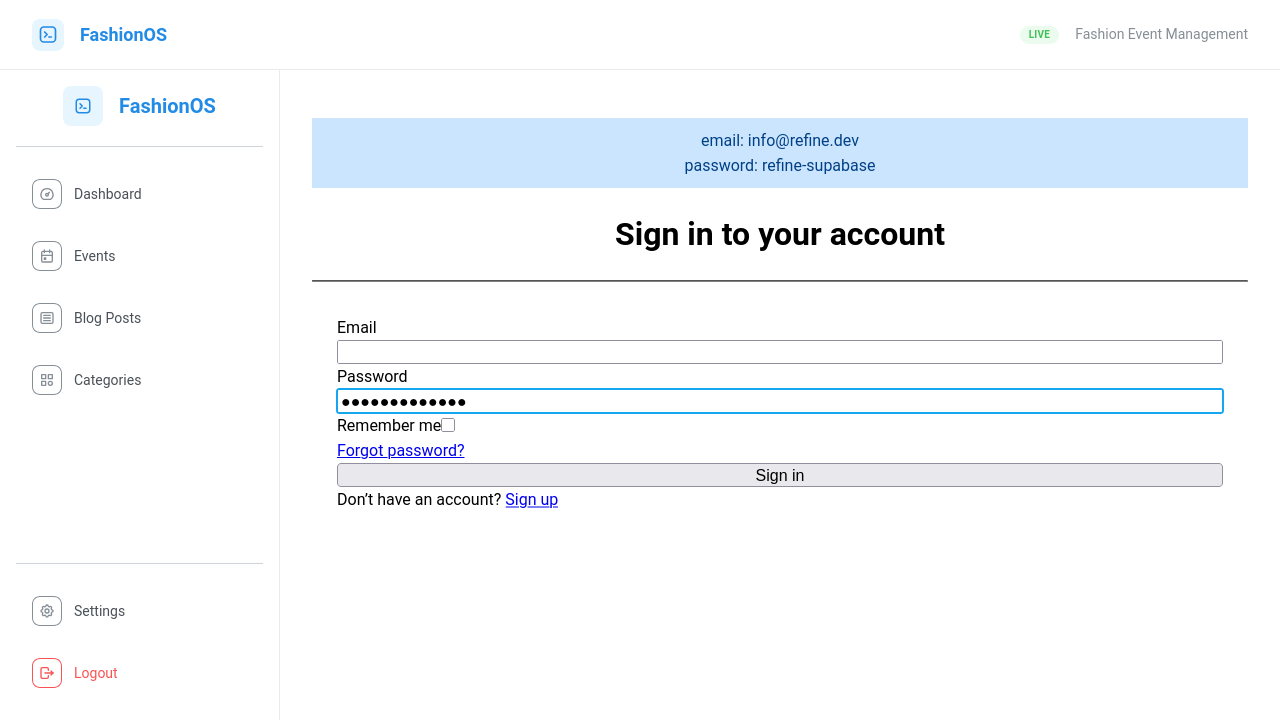 FashionOS
LIVE
Fashion Event Management
FashionOS
Dashboard
Events
Blog Posts
Categories
Settings
Logout
email: info@refine.dev
password: refine-supabase
Sign in to your account
Email
Password
●●●●●●●●●●●●●
Remember me
Forgot password?
Sign in
Don’t have an account? Sign up